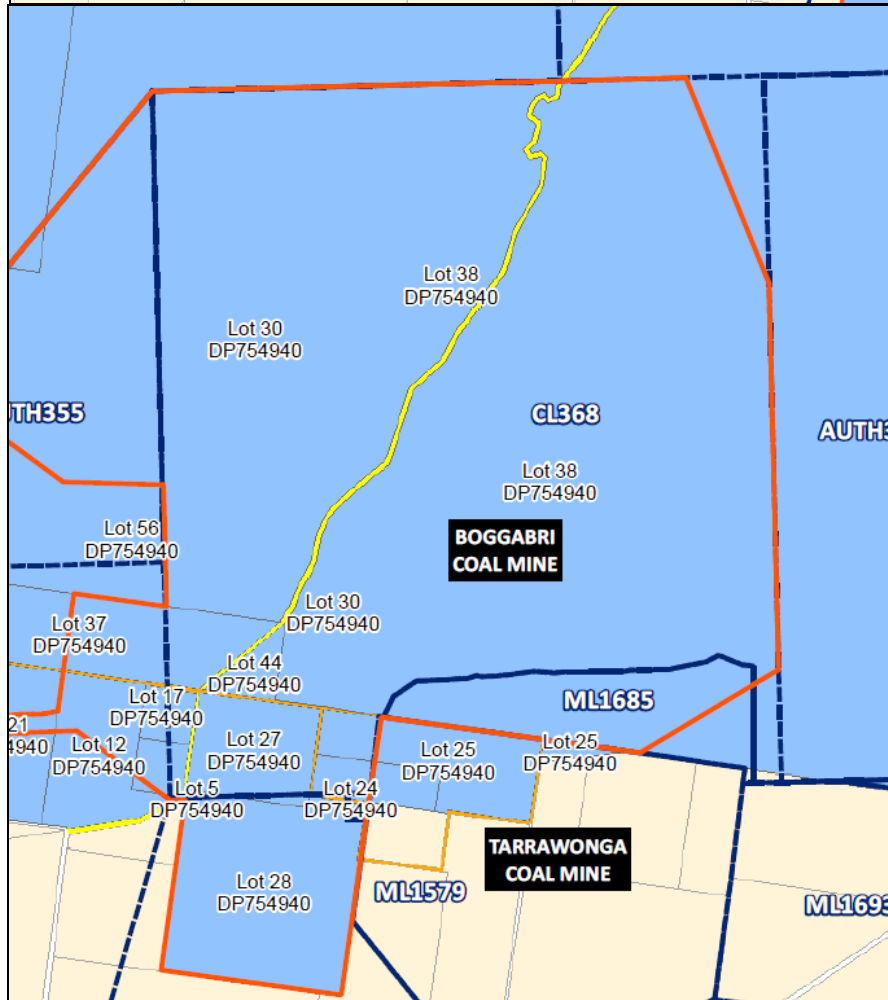 Lot 38
DP754940
Lot 30
DP754940
UTH355
CL368
AUTH3
Lot 38
DP754940
BOGGABRI
COAL MINE
Lot 56
DP754940
Lot 30
DP754940
Lot 37
DP754940
Lot 44
DP754940
Lot 17
DP754940
ML1685
21
4940
Lot 12
DP754940
Lot 27
DP754940
Lot 25
DP754940
Lot 25
DP754940
Lot 5
DP754940
Lot 24
DP754940
TARRAWONGA
COAL MINE
Lot 28
DP754940
ML1579
ML1693